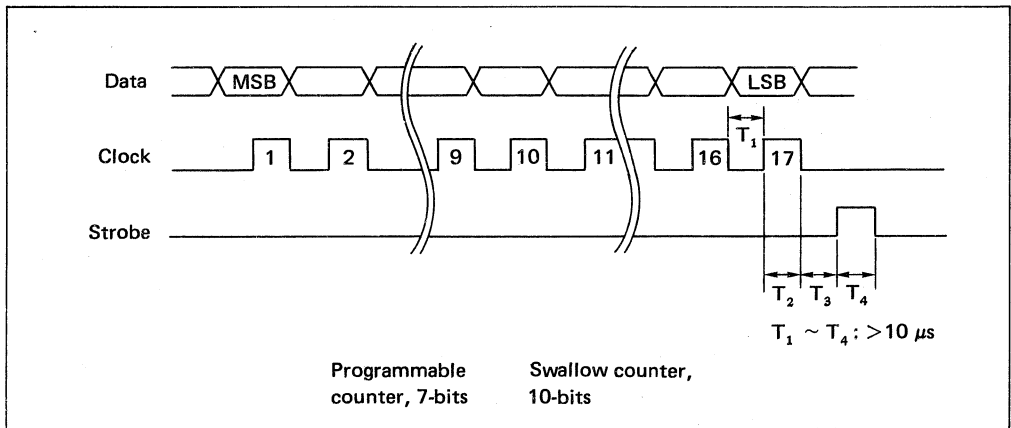 Data MSB LSB
T₁
Clock 1 2 9 10 11 16 17
Strobe
T₂ T₃ T₄
T₁ ~ T₄ : >10 μs
Programmable Swallow counter,
counter, 7-bits 10-bits